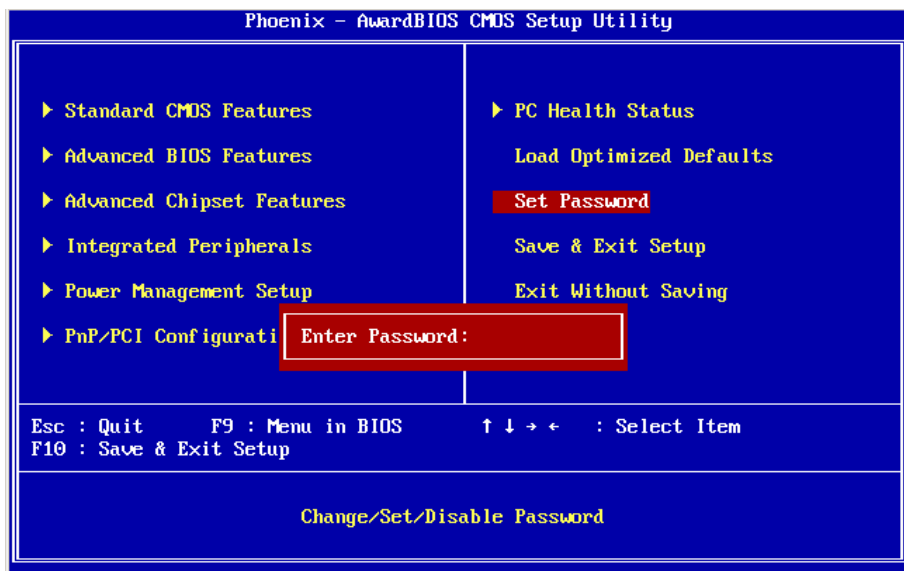 Phoenix - AwardBIOS CMOS Setup Utility
Standard CMOS Features
Advanced BIOS Features
Advanced Chipset Features
Integrated Peripherals
Power Management Setup
PnP/PCI Configurati
PC Health Status
Load Optimized Defaults
Set Password
Save & Exit Setup
Exit Without Saving
Enter Password:
Esc : Quit F9 : Menu in BIOS ↑ ↓ → ← : Select Item
F10 : Save & Exit Setup
Change/Set/Disable Password